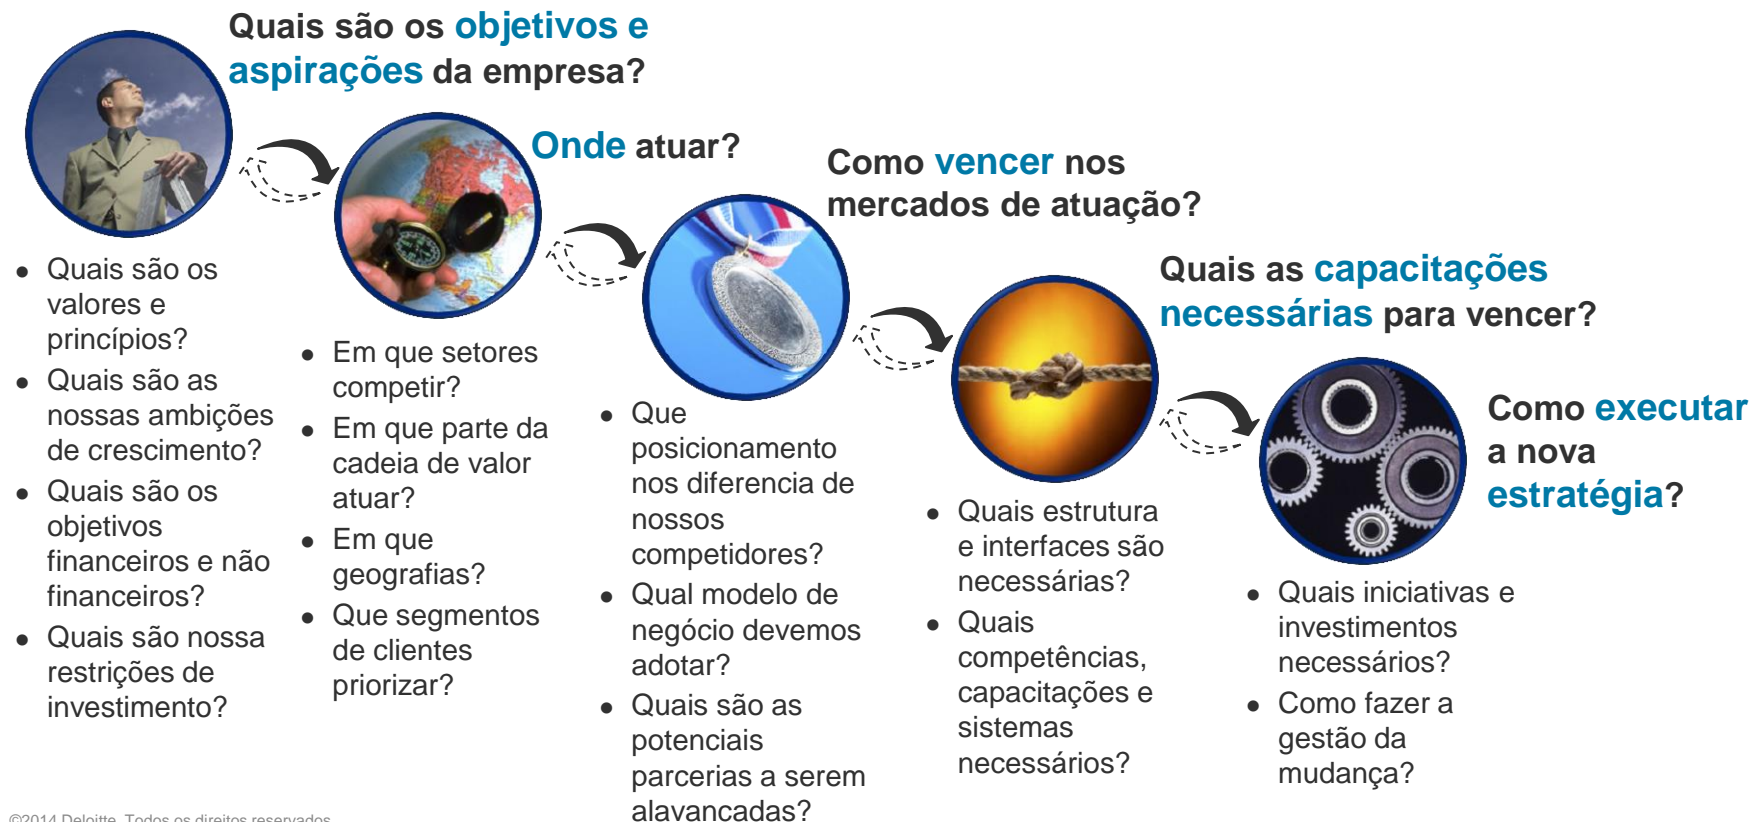 Quais são os objetivos e
aspirações da empresa?
Onde atuar?
Como vencer nos
mercados de atuação?
Quais as capacitações
necessárias para vencer?
Como executar
a nova
estratégia?
● Quais são os
valores e
princípios?
● Quais são as
nossas ambições
de crescimento?
● Quais são os
objetivos
financeiros e não
financeiros?
● Quais são nossa
restrições de
investimento?
● Em que setores
competir?
● Em que parte da
cadeia de valor
atuar?
● Em que
geografias?
● Que segmentos
de clientes
priorizar?
● Que
posicionamento
nos diferencia de
nossos
competidores?
● Qual modelo de
negócio devemos
adotar?
● Quais são as
potenciais
parcerias a serem
alavancadas?
● Quais estrutura
e interfaces são
necessárias?
● Quais
competências,
capacitações e
sistemas
necessários?
● Quais iniciativas e
investimentos
necessários?
● Como fazer a
gestão da
mudança?
©2014 Deloitte. Todos os direitos reservados